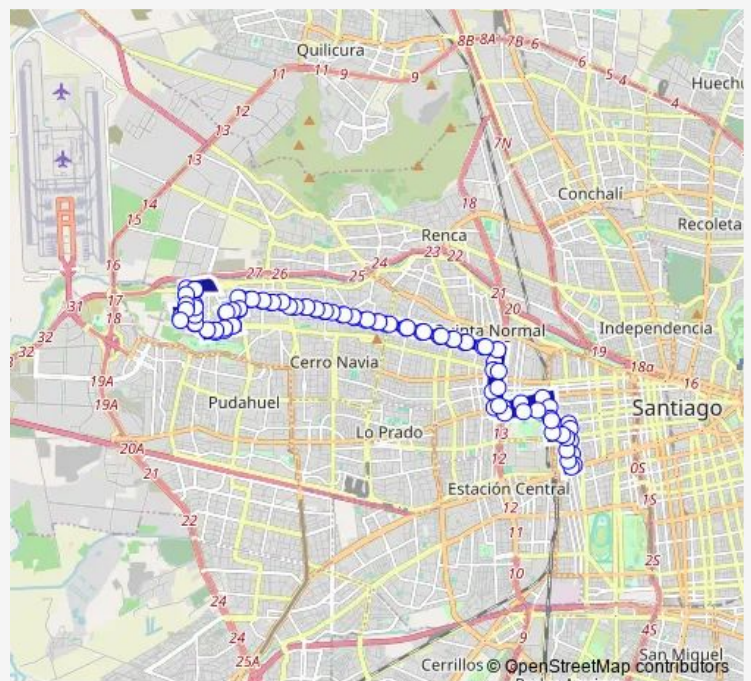 Quilicura
8B 8A 7B 6
6
5 4
11 11 9 9
Huechu
4
12
13
13
7N
14
15
18
Conchalí
Recoleta
Renca
16
27 26 25 24 23 22
21
20
17
31
18
32
32
Quinta Normal
Independencia
19
18a
16
Cerro Navia
19A
19A
Pudahuel
Santiago
Lo Prado
13
12
20A
21
Estación Central
0S
1S
12
11
22
10
2S
24
24
9
4S
25A
San Miguel
Cerrillos © OpenStreetMap contributors